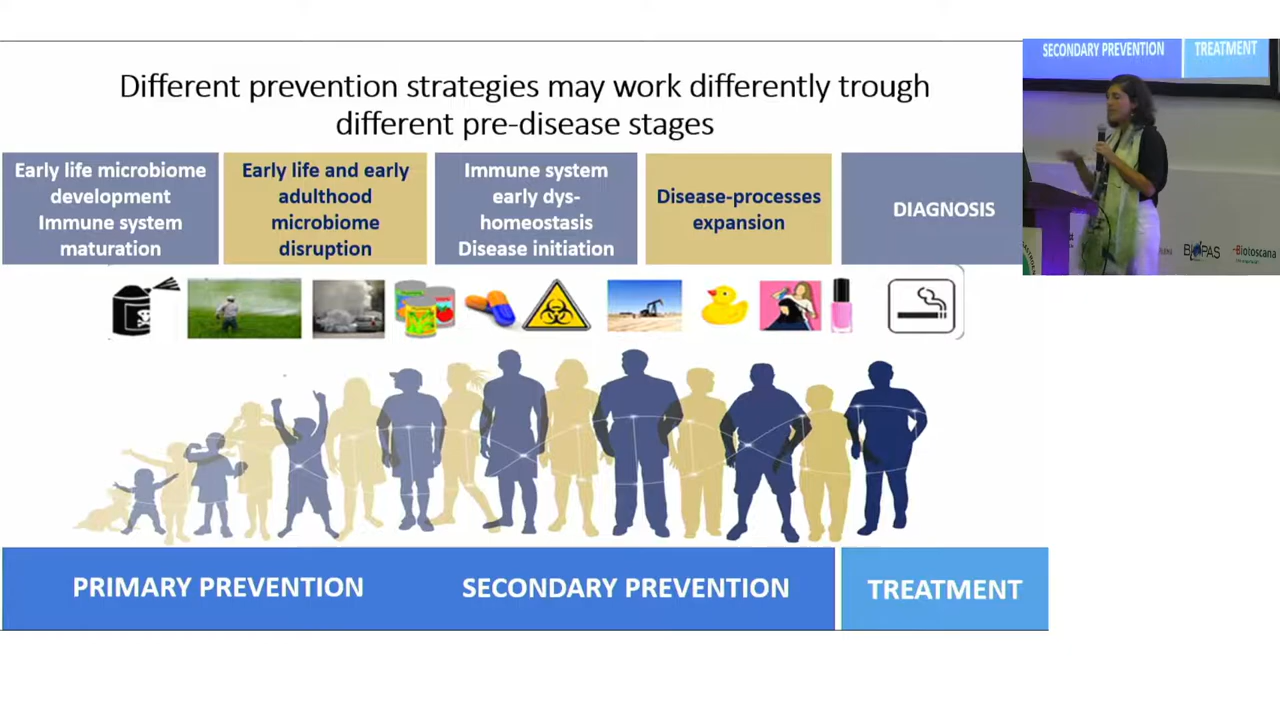 Different prevention strategies may work differently trough
different pre-disease stages
Early life microbiome
development
Immune system
maturation
Early life and early
adulthood
microbiome
disruption
Immune system
early dys-
homeostasis
Disease initiation
Disease-processes
expansion
DIAGNOSIS
PRIMARY PREVENTION
SECONDARY PREVENTION
TREATMENT
SECONDARY PREVENTION
TREATMENT
BIOPAS
Biotoscana